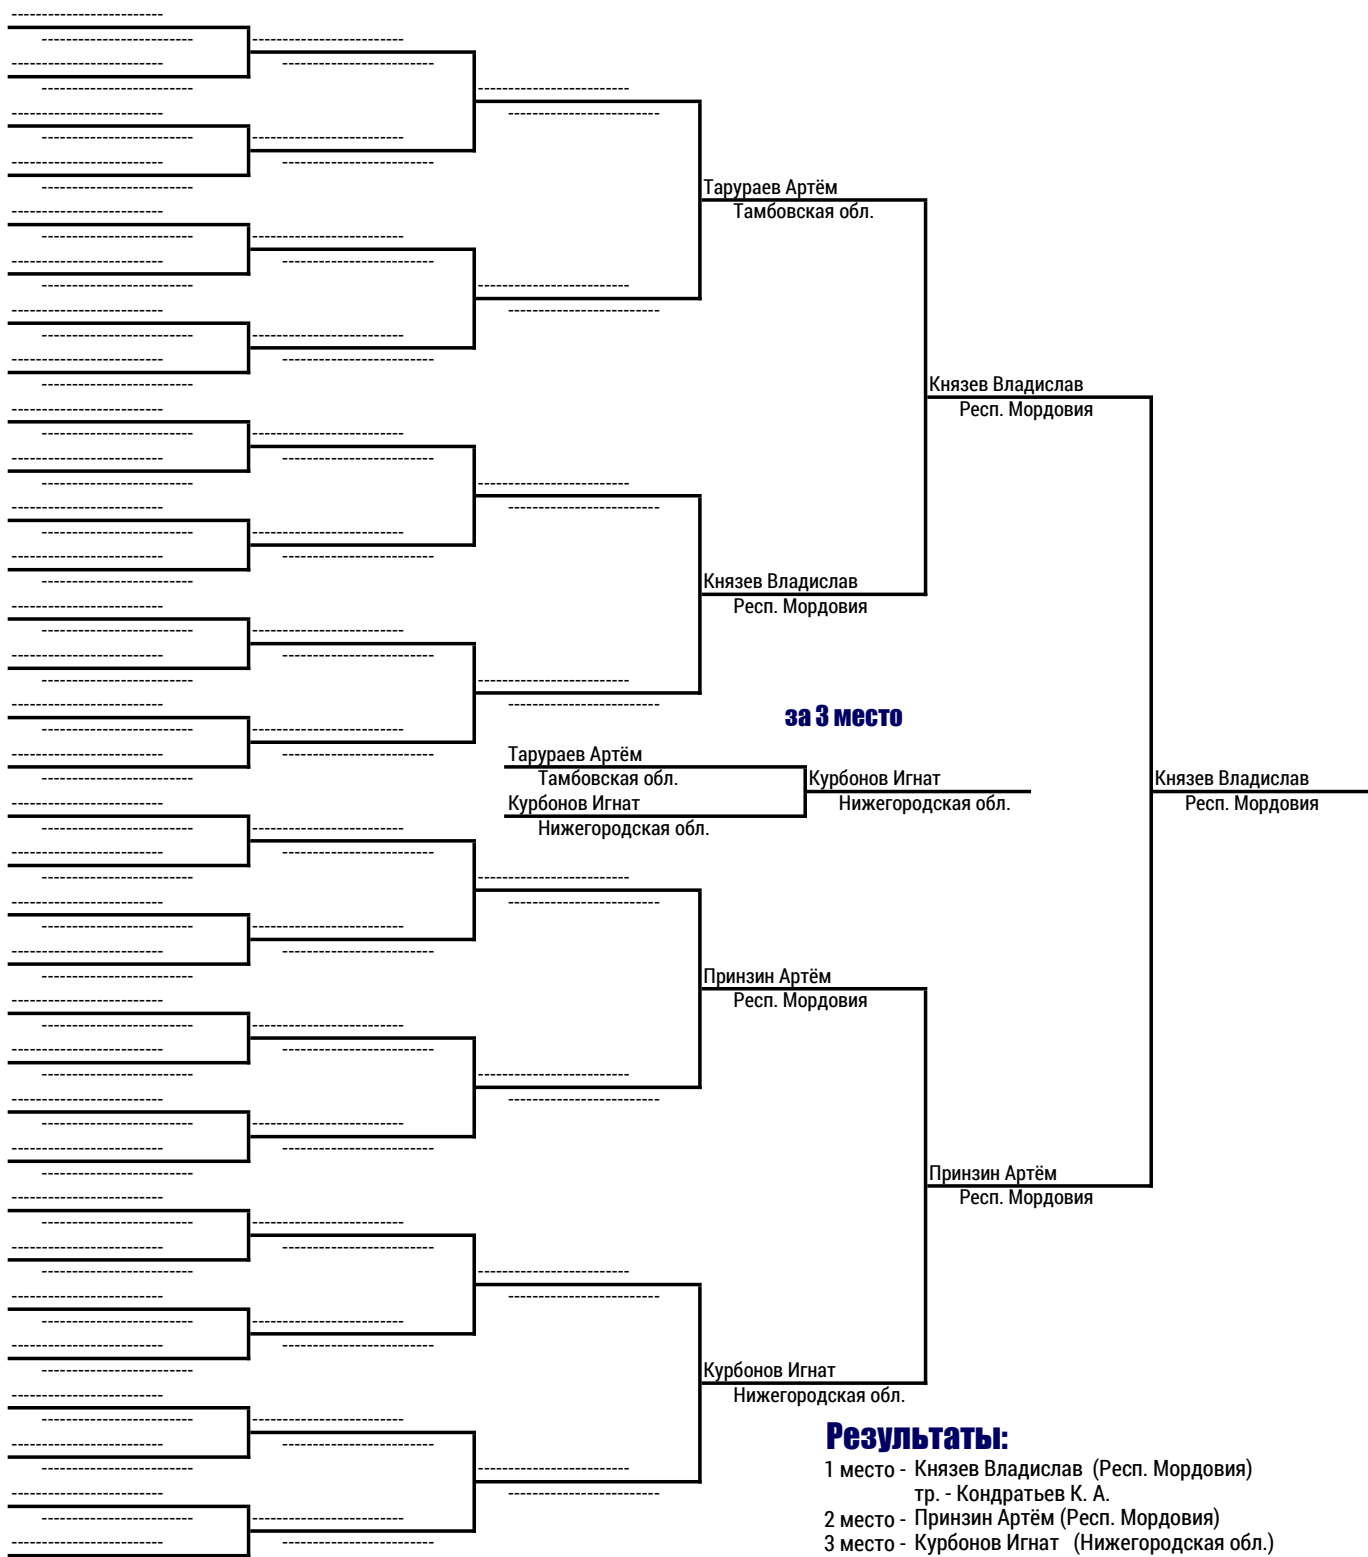 Тарураев Артём
Тамбовская обл.
Князев Владислав
Респ. Мордовия
Князев Владислав
Респ. Мордовия
за 3 место
Тарураев Артём
Тамбовская обл.
Курбонов Игнат
Нижегородская обл.
Курбонов Игнат
Нижегородская обл.
Князев Владислав
Респ. Мордовия
Принзин Артём
Респ. Мордовия
Принзин Артём
Респ. Мордовия
Курбонов Игнат
Нижегородская обл.
Результаты:
1 место - Князев Владислав (Респ. Мордовия)
тр. - Кондратьев К. А.
2 место - Принзин Артём (Респ. Мордовия)
3 место - Курбонов Игнат (Нижегородская обл.)